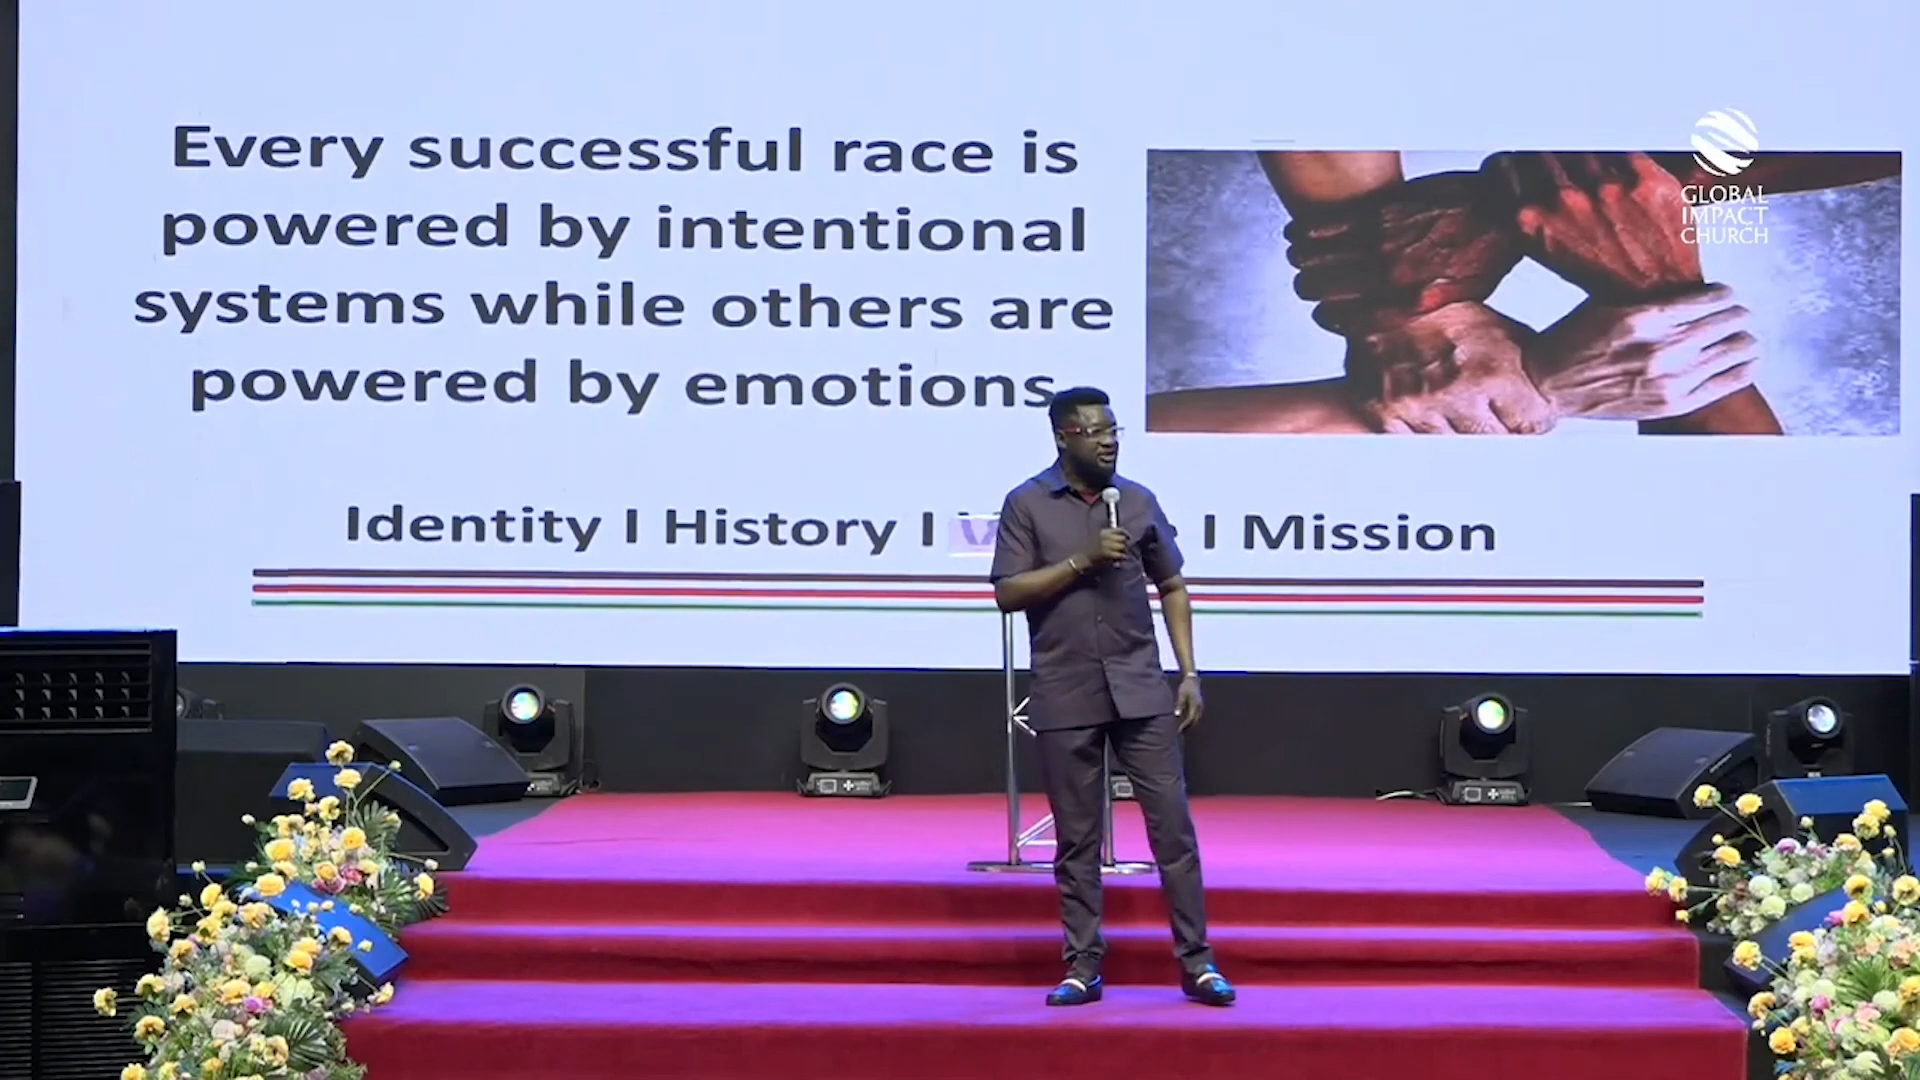 Every successful race is
powered by intentional
systems while others are
powered by emotions
Identity I History I I Mission
GLOBAL
IMPACT
CHURCH